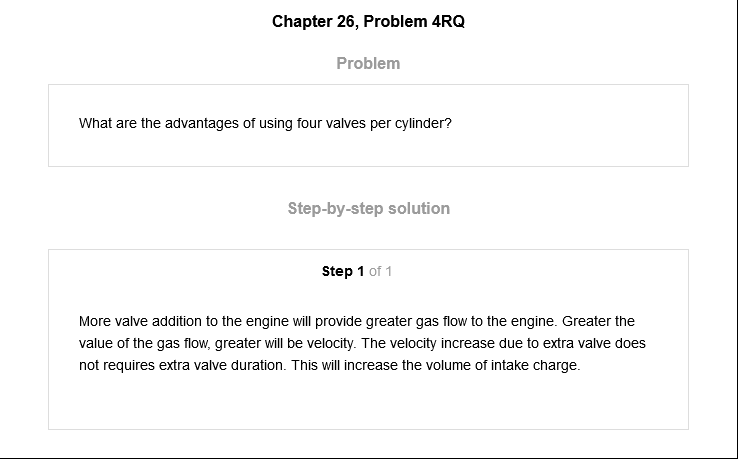 Chapter 26, Problem 4RQ
Problem
What are the advantages of using four valves per cylinder?
Step-by-step solution
Step 1 of 1
More valve addition to the engine will provide greater gas flow to the engine. Greater the
value of the gas flow, greater will be velocity. The velocity increase due to extra valve does
not requires extra valve duration. This will increase the volume of intake charge.